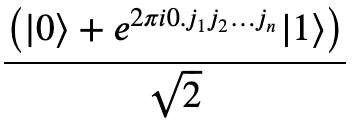 (|0⟩ + e^{2πi0.j₁j₂…jₙ}|1⟩)
√2